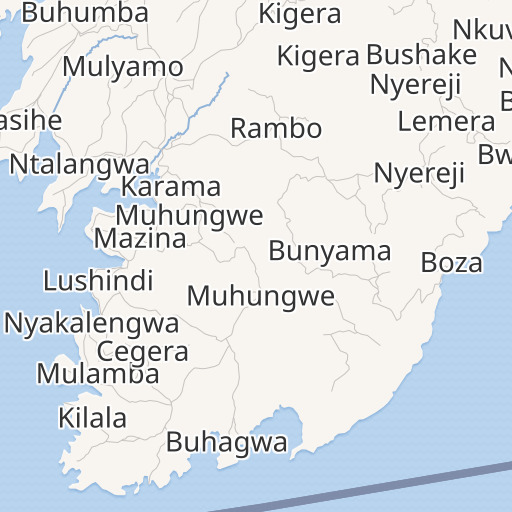 Buhumba
Kigera
Nkuv
Kigera
Bushake
Mulyamo
N
Nyereji
B
asihe
Rambo
Lemera
Bw
Ntalangwa
Nyereji
Karama
Muhungwe
Mazina
Bunyama
Boza
Lushindi
Muhungwe
Nyakalengwa
Cegera
Mulamba
Kilala
Buhagwa